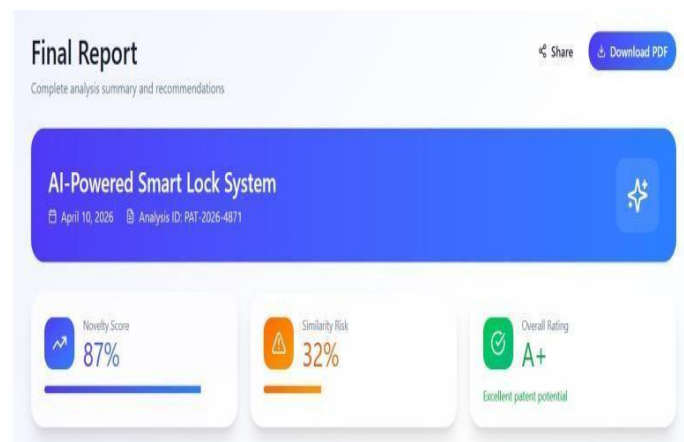 Final Report
Share
Download PDF
Complete analysis summary and recommendations
AI-Powered Smart Lock System
April 10, 2026 Analysis ID: PAT-2026-4871
Novelty Score
87%
Similarity Risk
32%
Overall Rating
A+
Excellent patent potential